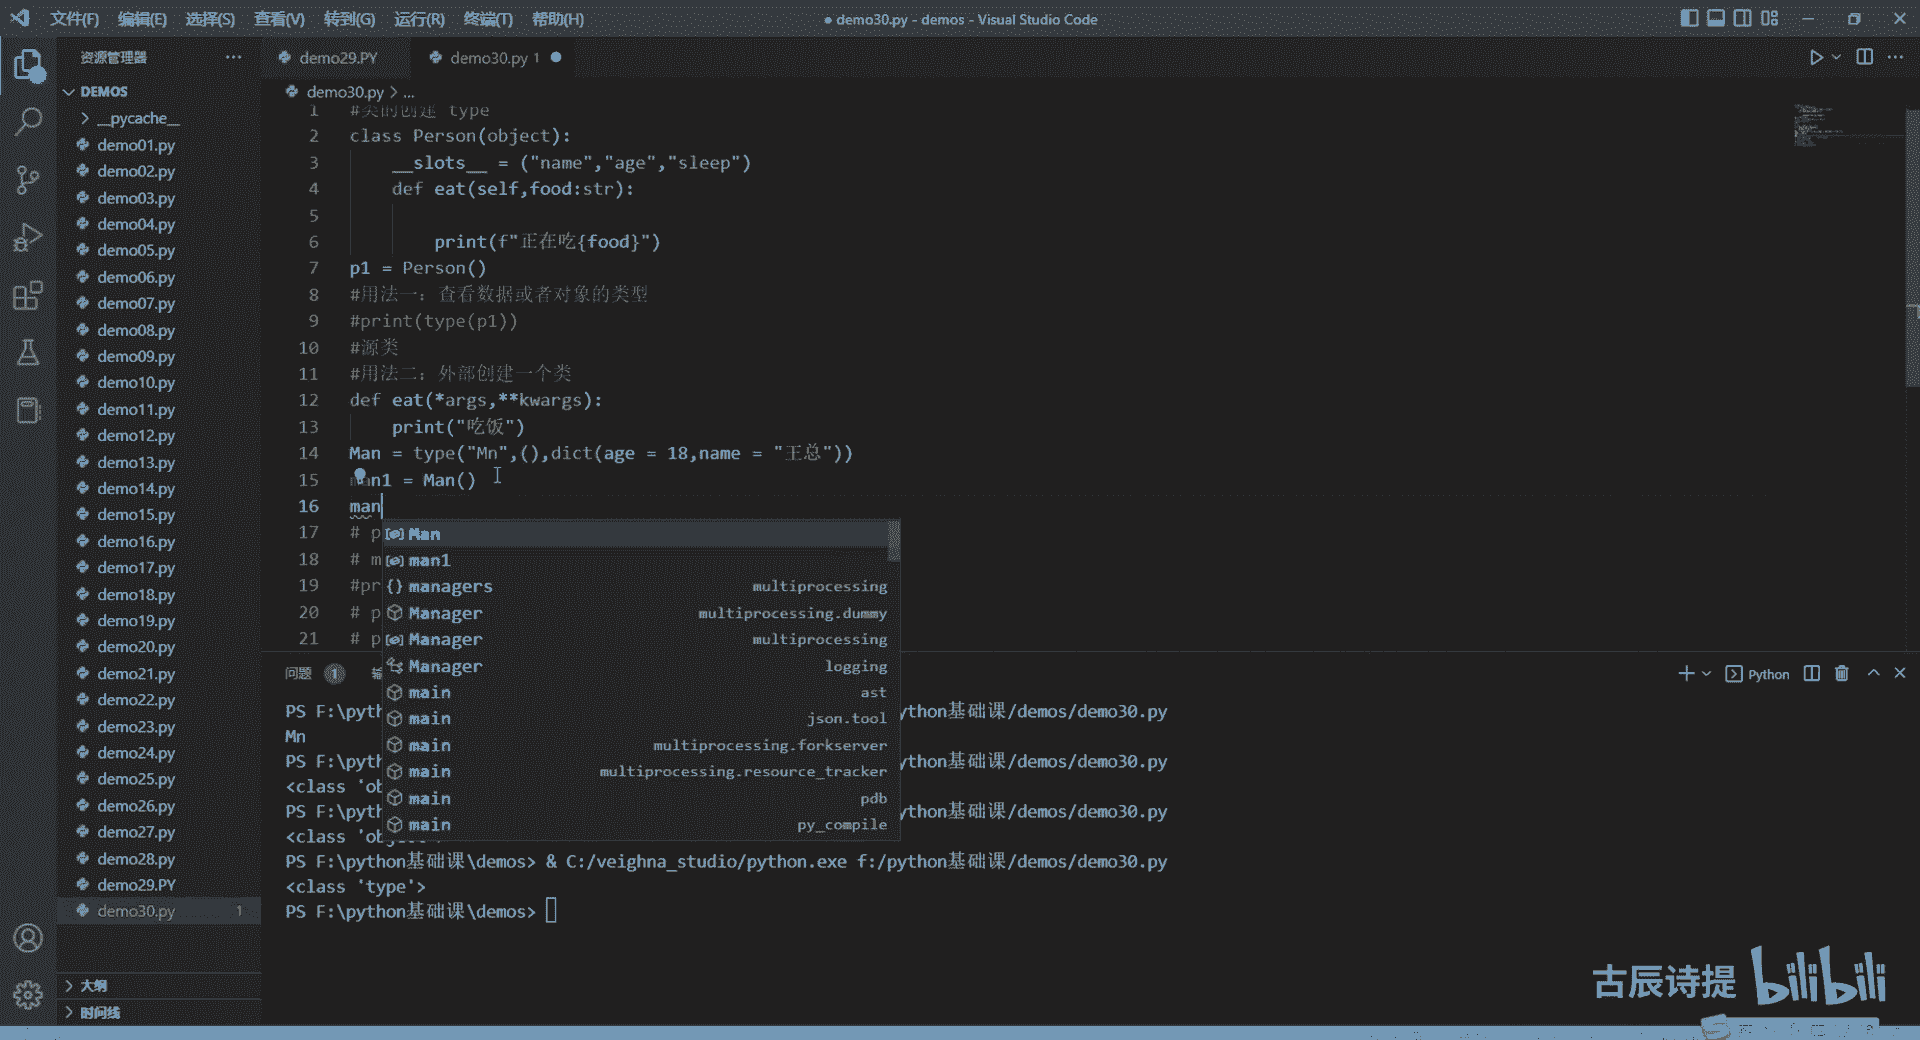 文件(F) 编辑(E) 选择(S) 查看(V) 转到(G) 运行(R) 终端(T) 帮助(H)
● demo30.py - demos - Visual Studio Code
资源管理器 ···
DEMOS
__pycache__
demo01.py
demo02.py
demo03.py
demo04.py
demo05.py
demo06.py
demo07.py
demo08.py
demo09.py
demo10.py
demo11.py
demo12.py
demo13.py
demo14.py
demo15.py
demo16.py
demo17.py
demo18.py
demo19.py
demo20.py
demo21.py
demo22.py
demo23.py
demo24.py
demo25.py
demo26.py
demo27.py
demo28.py
demo29.PY
demo30.py 1
大纲
时间线
demo29.PY
demo30.py 1
demo30.py > ...
1 #类的创建 type
2 class Person(object):
3 __slots__ = ("name","age","sleep")
4 def eat(self,food:str):
5
6 print(f"正在吃{food}")
7 p1 = Person()
8 #用法一：查看数据或者对象的类型
9 #print(type(p1))
10 #源类
11 #用法二：外部创建一个类
12 def eat(*args,**kwargs):
13 print("吃饭")
14 Man = type("Mn",(),dict(age = 18,name = "王总"))
15 man1 = Man()
16 man
17 # p
18 # m
19 #pr
20 # p
21 # p
Man
man1
managers multiprocessing
Manager multiprocessing.dummy
Manager multiprocessing
Manager logging
main ast
main json.tool
main multiprocessing.forkserver
main multiprocessing.resource_tracker
main pdb
main py_compile
问题 1
Python
PS F:\pyth ython基础课/demos/demo30.py
Mn
PS F:\pyth ython基础课/demos/demo30.py
<class 'ob
PS F:\pyth ython基础课/demos/demo30.py
<class 'ob
PS F:\python基础课\demos> & C:/veighna_studio/python.exe f:/python基础课/demos/demo30.py
<class 'type'>
PS F:\python基础课\demos>
古辰诗提 bilibili